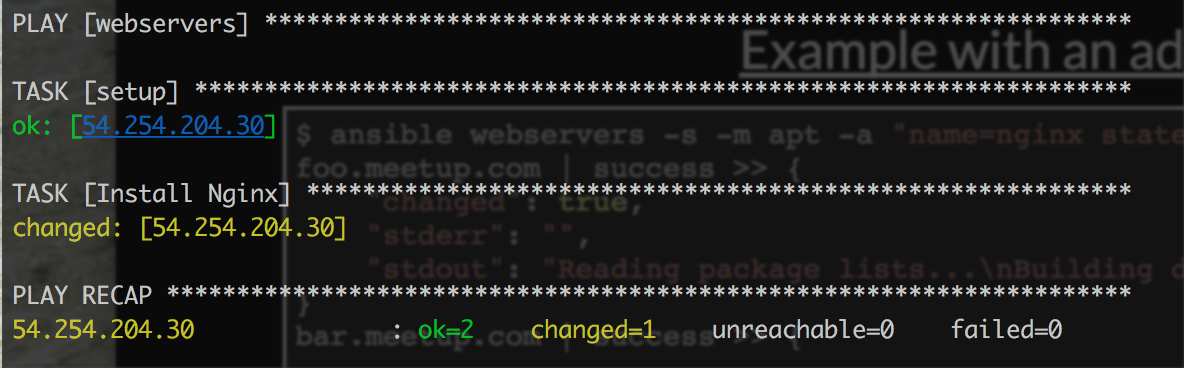 PLAY [webservers] **************************************************************
Example with an ad
TASK [setup] *******************************************************************
ok: [54.254.204.30]
$ ansible webservers -s -m apt -a "name=nginx state
foo.meetup.com | success >> {
TASK [Install Nginx] ***********************************************************
"changed": true,
changed: [54.254.204.30]
"stderr": "",
"stdout": "Reading package lists...\nBuilding d
PLAY RECAP *********************************************************************
}
54.254.204.30 : ok=2 changed=1 unreachable=0 failed=0
bar.meetup.com | success >> {